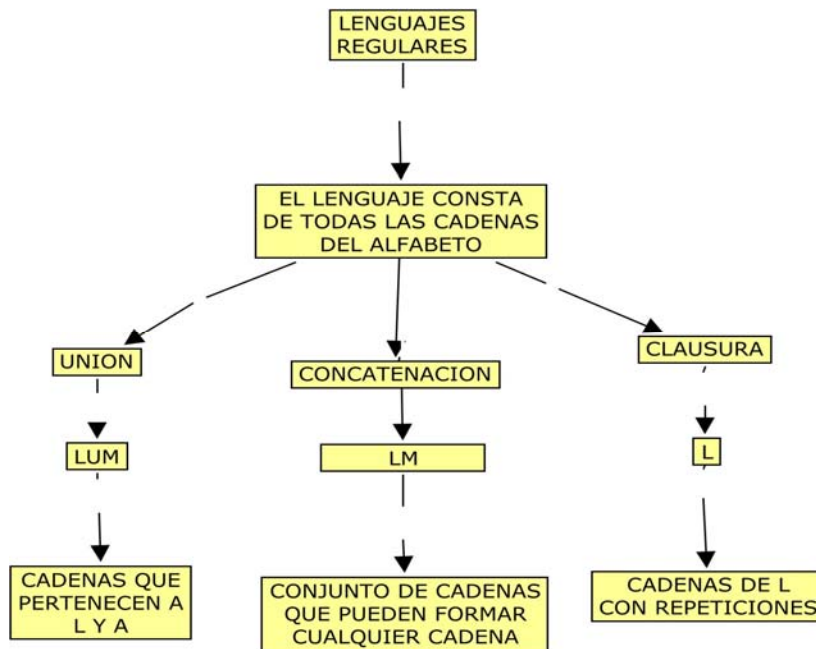 LENGUAJES
REGULARES
EL LENGUAJE CONSTA
DE TODAS LAS CADENAS
DEL ALFABETO
UNION
CONCATENACION
CLAUSURA
LUM
LM
L
CADENAS QUE
PERTENECEN A
L Y A
CONJUNTO DE CADENAS
QUE PUEDEN FORMAR
CUALQUIER CADENA
CADENAS DE L
CON REPETICIONES